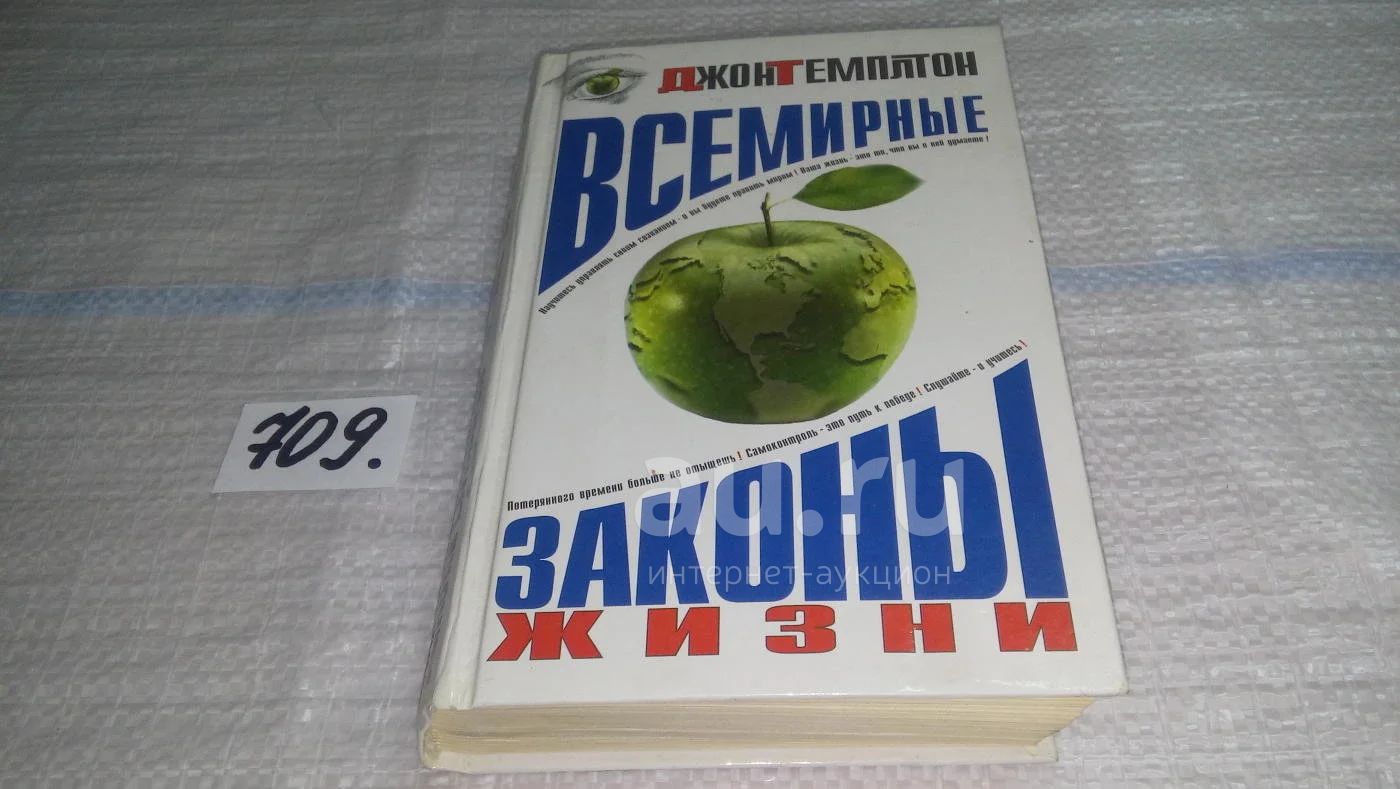 ДЖОН ТЕМПЛТОН
ВСЕМИРНЫЕ
Научитесь управлять своим сознанием - и вы будете править миром! Ваша жизнь - это то, что вы о ней думаете!
709.
Потерянного времени больше не отыщешь! Самоконтроль - это путь к победе! Слушайте - и учитесь!
ЗАКОНЫ
ЖИЗНИ
au.ru
интернет-аукцион